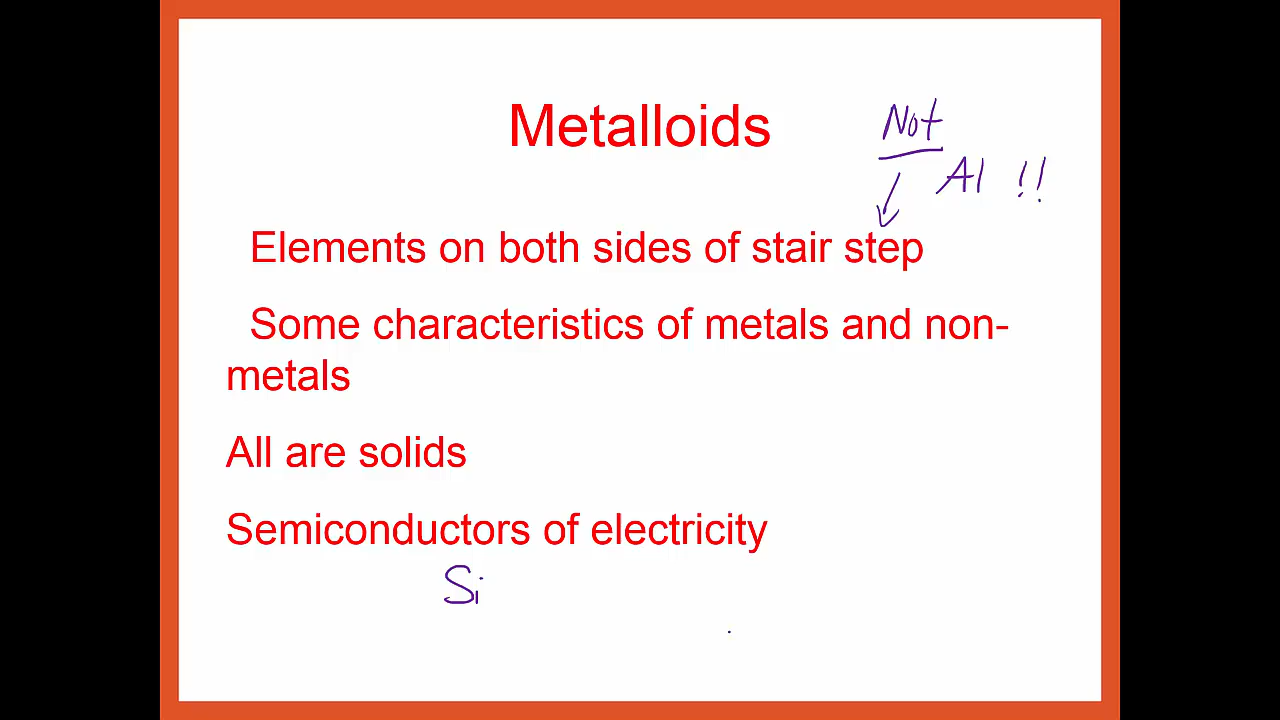 Metalloids
Not
Al !!
Elements on both sides of stair step
Some characteristics of metals and non-
metals
All are solids
Semiconductors of electricity
Si